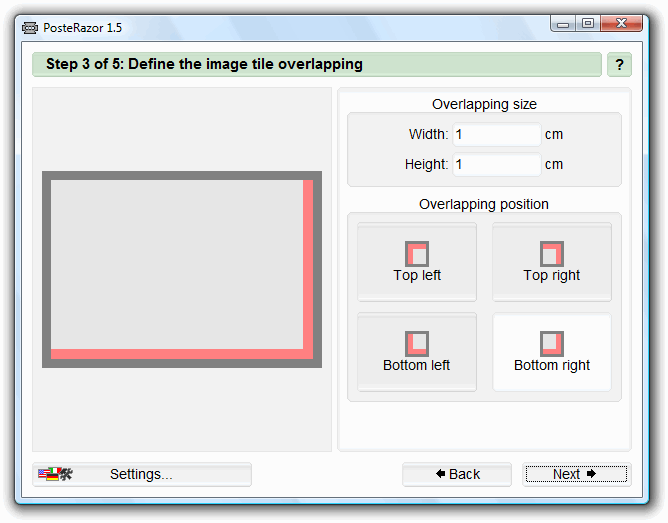 PosteRazor 1.5
Step 3 of 5: Define the image tile overlapping
?
Overlapping size
Width: 1 cm
Height: 1 cm
Overlapping position
Top left Top right
Bottom left Bottom right
Settings... Back Next